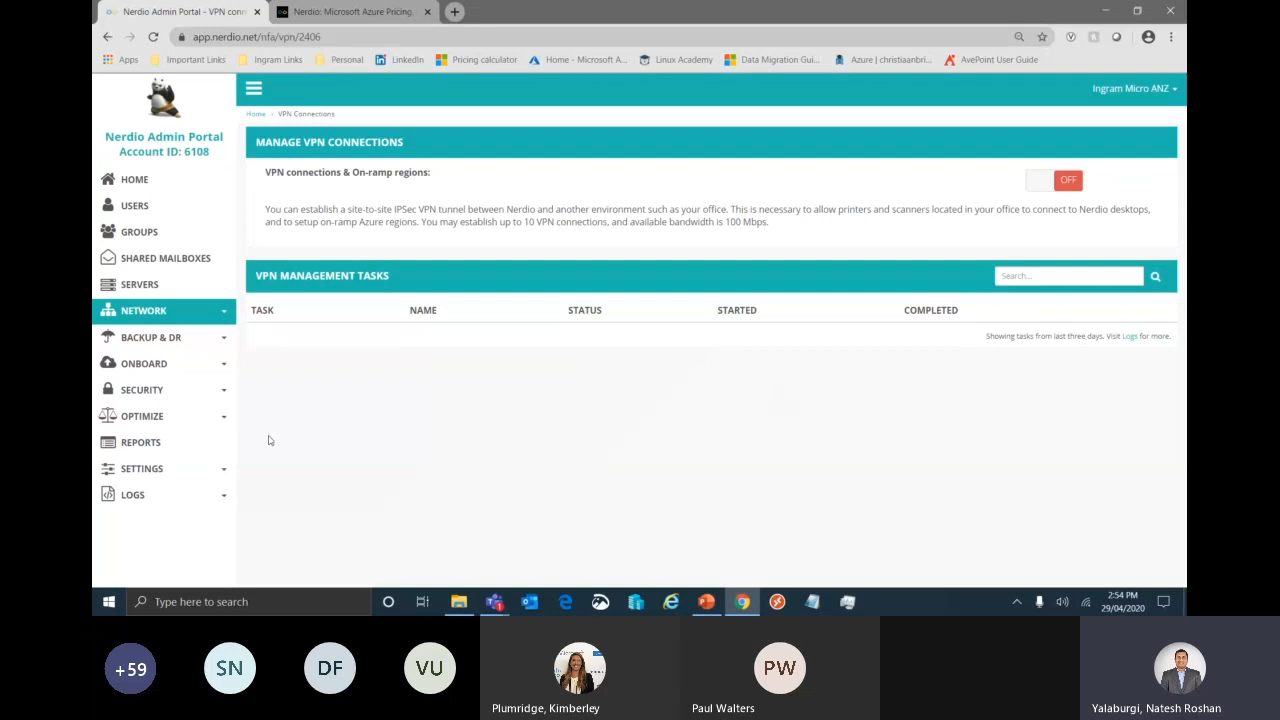 Nerdio Admin Portal - VPN conn
Nerdio: Microsoft Azure Pricing,
app.nerdio.net/nfa/vpn/2406
Apps
Important Links
Ingram Links
Personal
LinkedIn
Pricing calculator
Home - Microsoft A...
Linux Academy
Data Migration Gui...
Azure | christiaanbri...
AvePoint User Guide
Ingram Micro ANZ
Nerdio Admin Portal
Account ID: 6108
HOME
USERS
GROUPS
SHARED MAILBOXES
SERVERS
NETWORK
BACKUP & DR
ONBOARD
SECURITY
OPTIMIZE
REPORTS
SETTINGS
LOGS
Home > VPN Connections
MANAGE VPN CONNECTIONS
VPN connections & On-ramp regions:
OFF
You can establish a site-to-site IPSec VPN tunnel between Nerdio and another environment such as your office. This is necessary to allow printers and scanners located in your office to connect to Nerdio desktops,
and to setup on-ramp Azure regions. You may establish up to 10 VPN connections, and available bandwidth is 100 Mbps.
VPN MANAGEMENT TASKS
Search...
TASK NAME STATUS STARTED COMPLETED
Showing tasks from last three days. Visit Logs for more.
Type here to search
2:54 PM
29/04/2020
+59
SN
DF
VU
PW
Plumridge, Kimberley
Paul Walters
Yalaburgi, Natesh Roshan